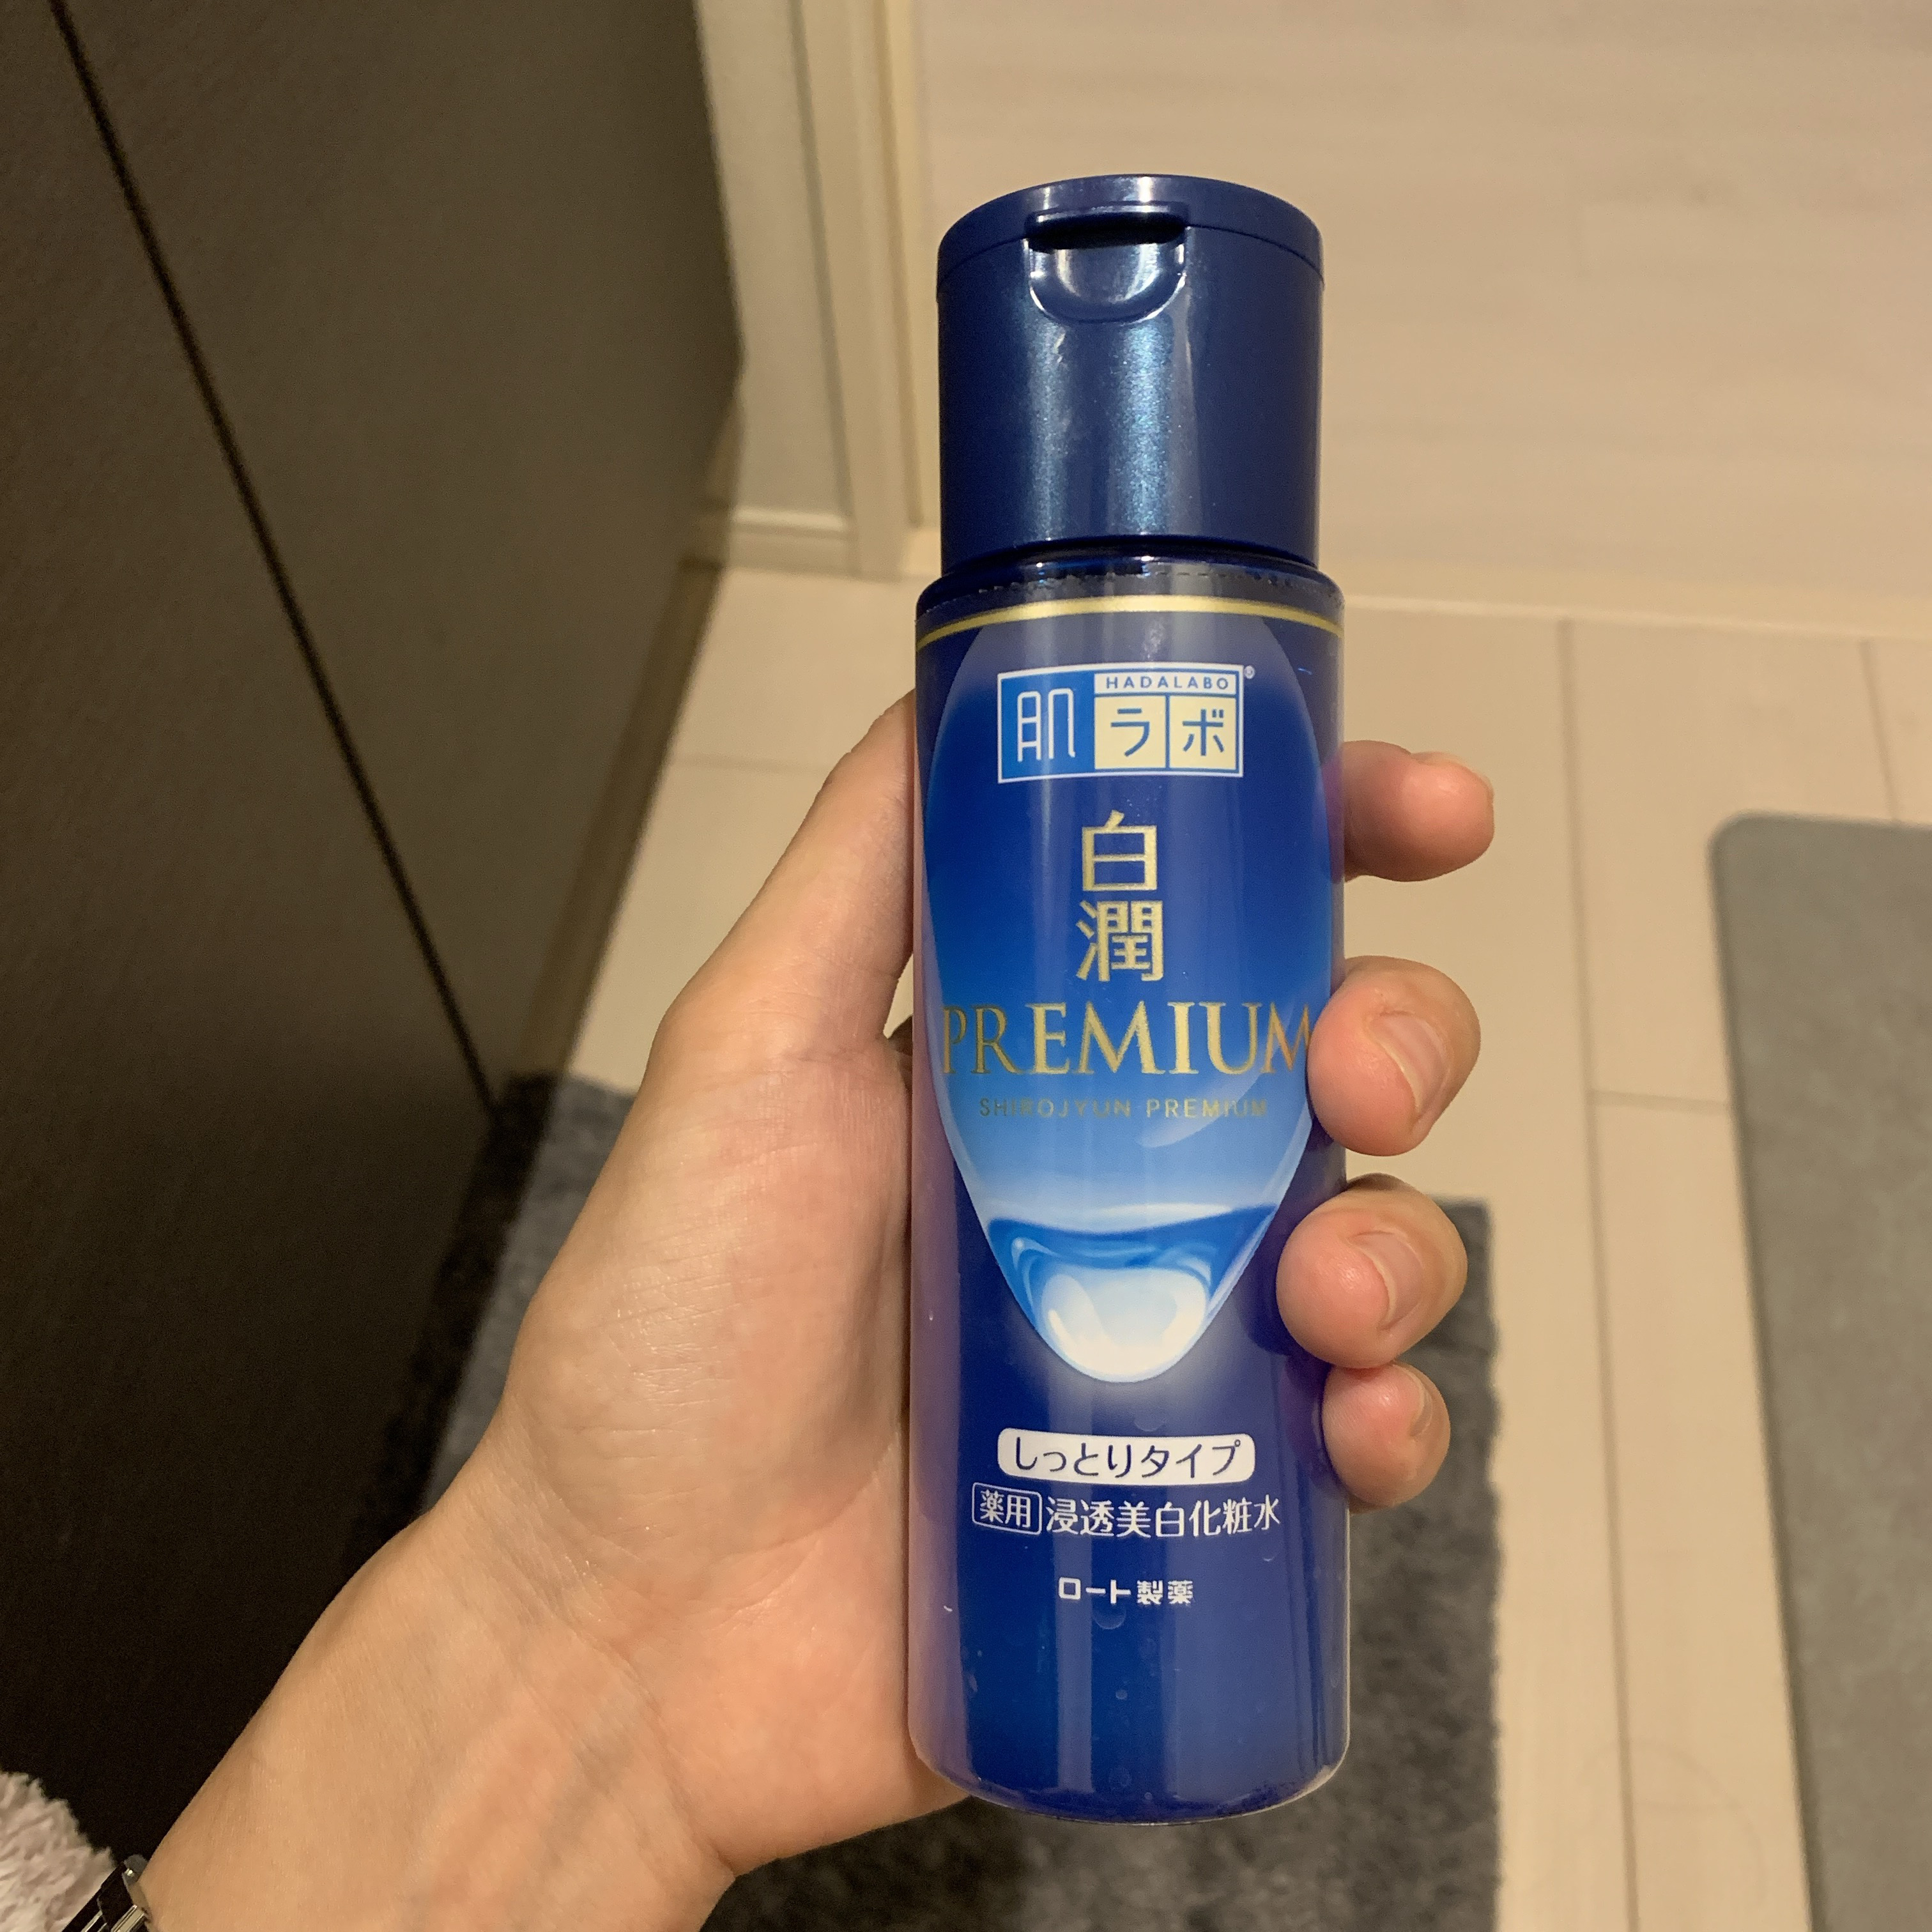 HADALABO®
肌ラボ
白
潤
PREMIUM
SHIROJYUN PREMIUM
しっとりタイプ
薬用 浸透美白化粧水
ロート製薬